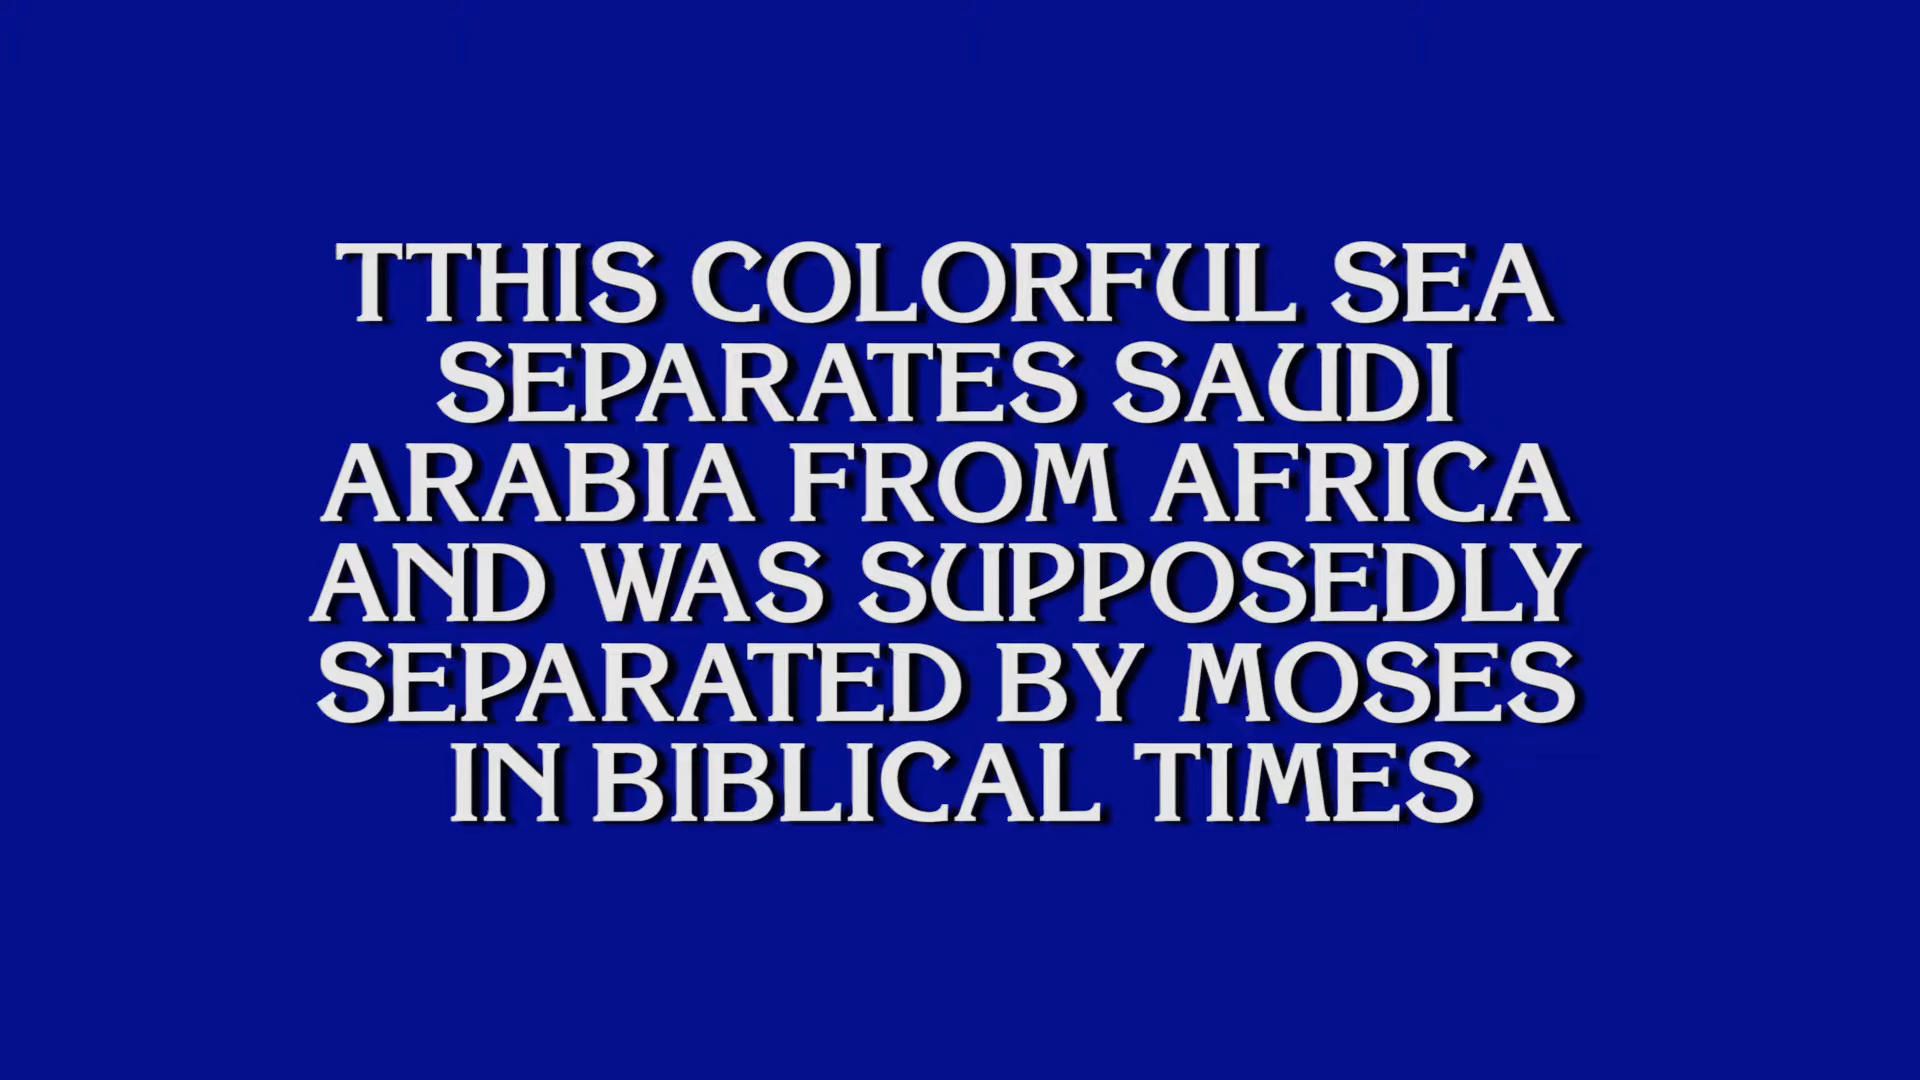 TTHIS COLORFUL SEA
SEPARATES SAUDI
ARABIA FROM AFRICA
AND WAS SUPPOSEDLY
SEPARATED BY MOSES
IN BIBLICAL TIMES